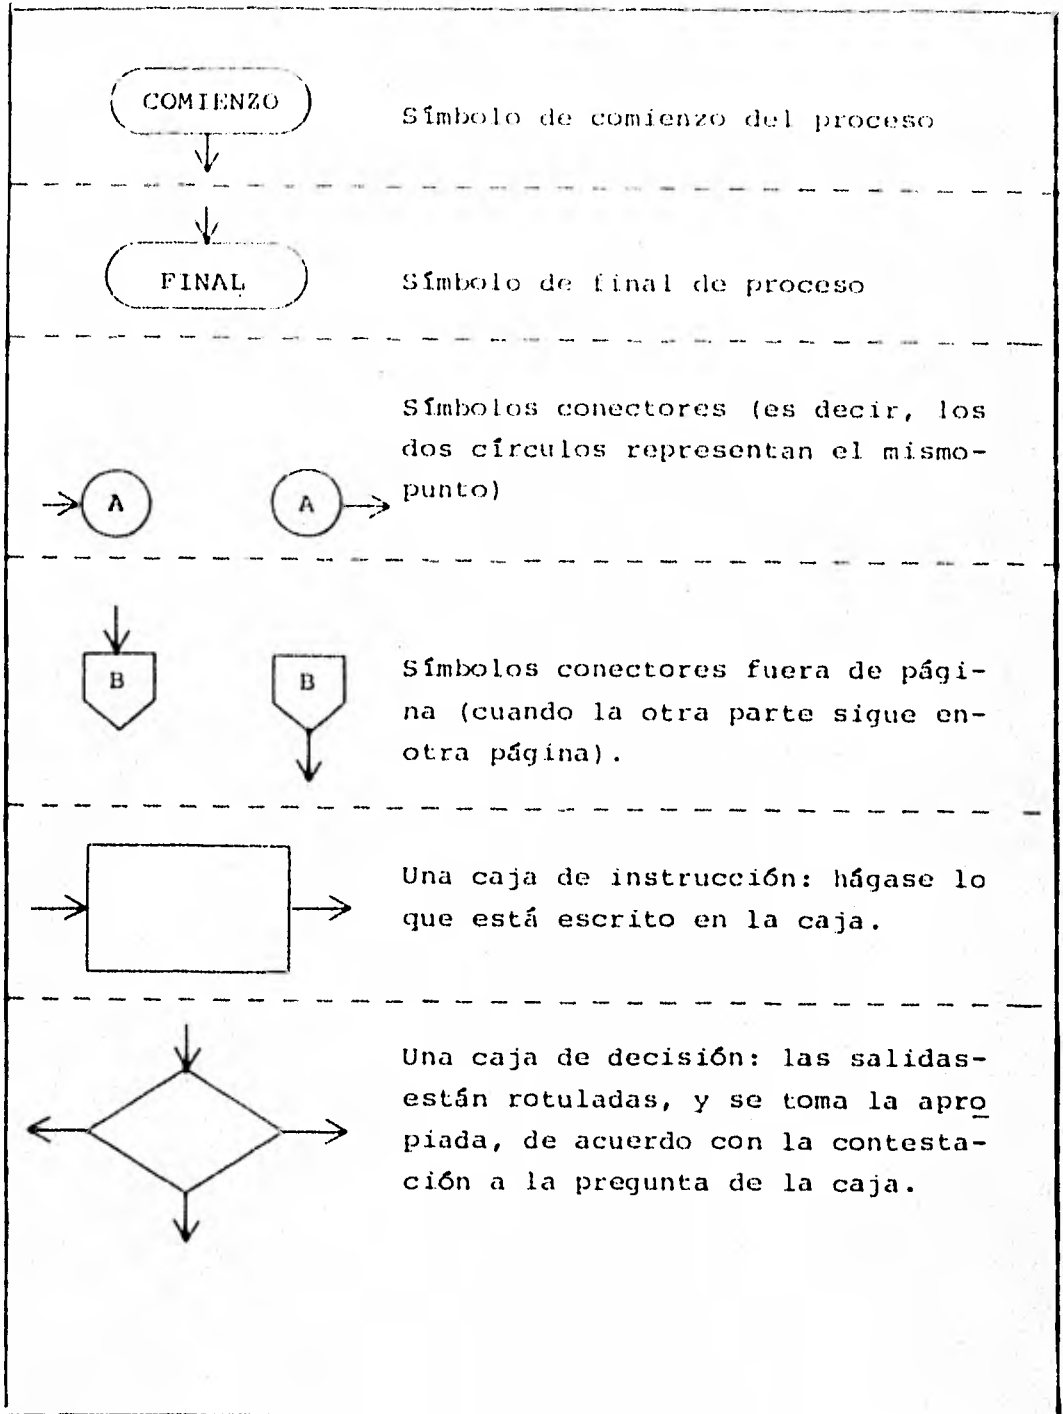 COMIENZO
Símbolo de comienzo del proceso
FINAL
Símbolo de final de proceso
Símbolos conectores (es decir, los
dos círculos representan el mismo-
punto)
A
A
B
B
Símbolos conectores fuera de pági-
na (cuando la otra parte sigue en-
otra página).
Una caja de instrucción: hágase lo
que está escrito en la caja.
Una caja de decisión: las salidas-
están rotuladas, y se toma la apro
piada, de acuerdo con la contesta-
ción a la pregunta de la caja.